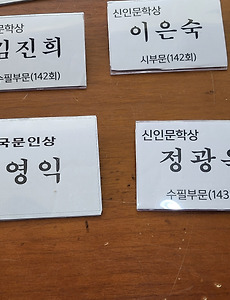 문학상
김진희
수필부문(142회)
신인문학상
이은숙
시부문(142회)
국문인상
영익
신인문학상
정광
수필부문(143